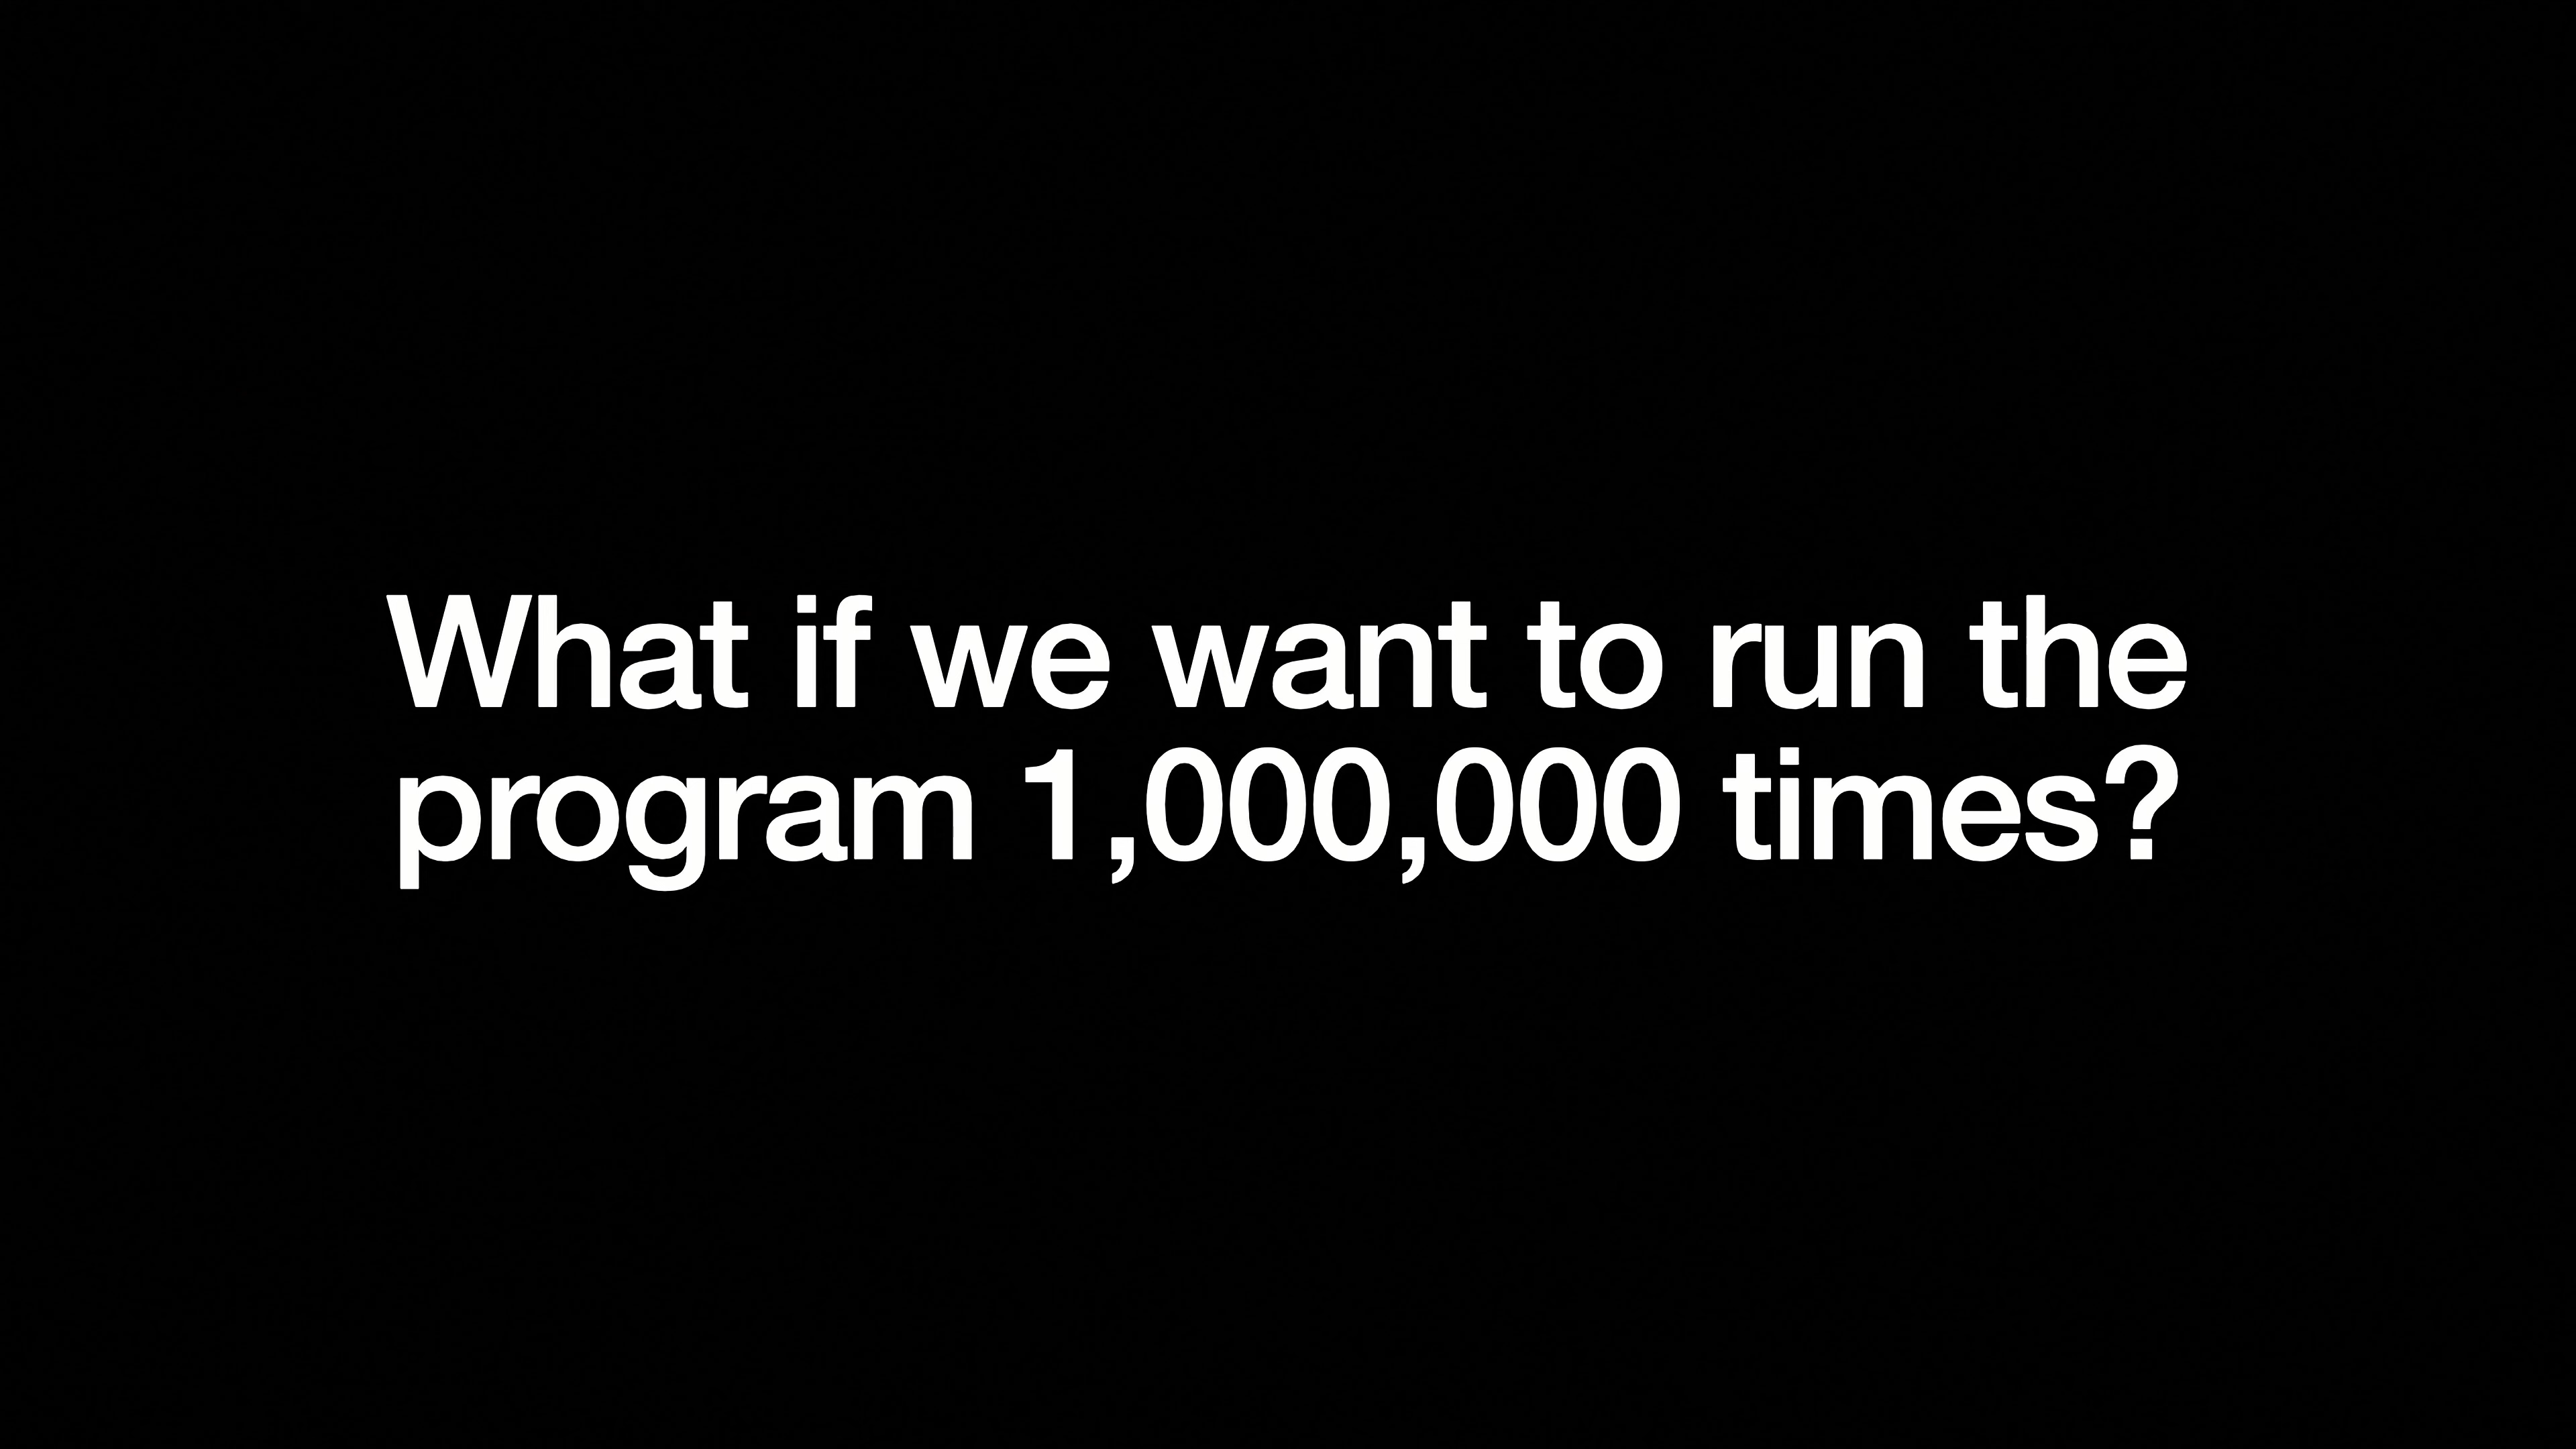 What if we want to run the
program 1,000,000 times?